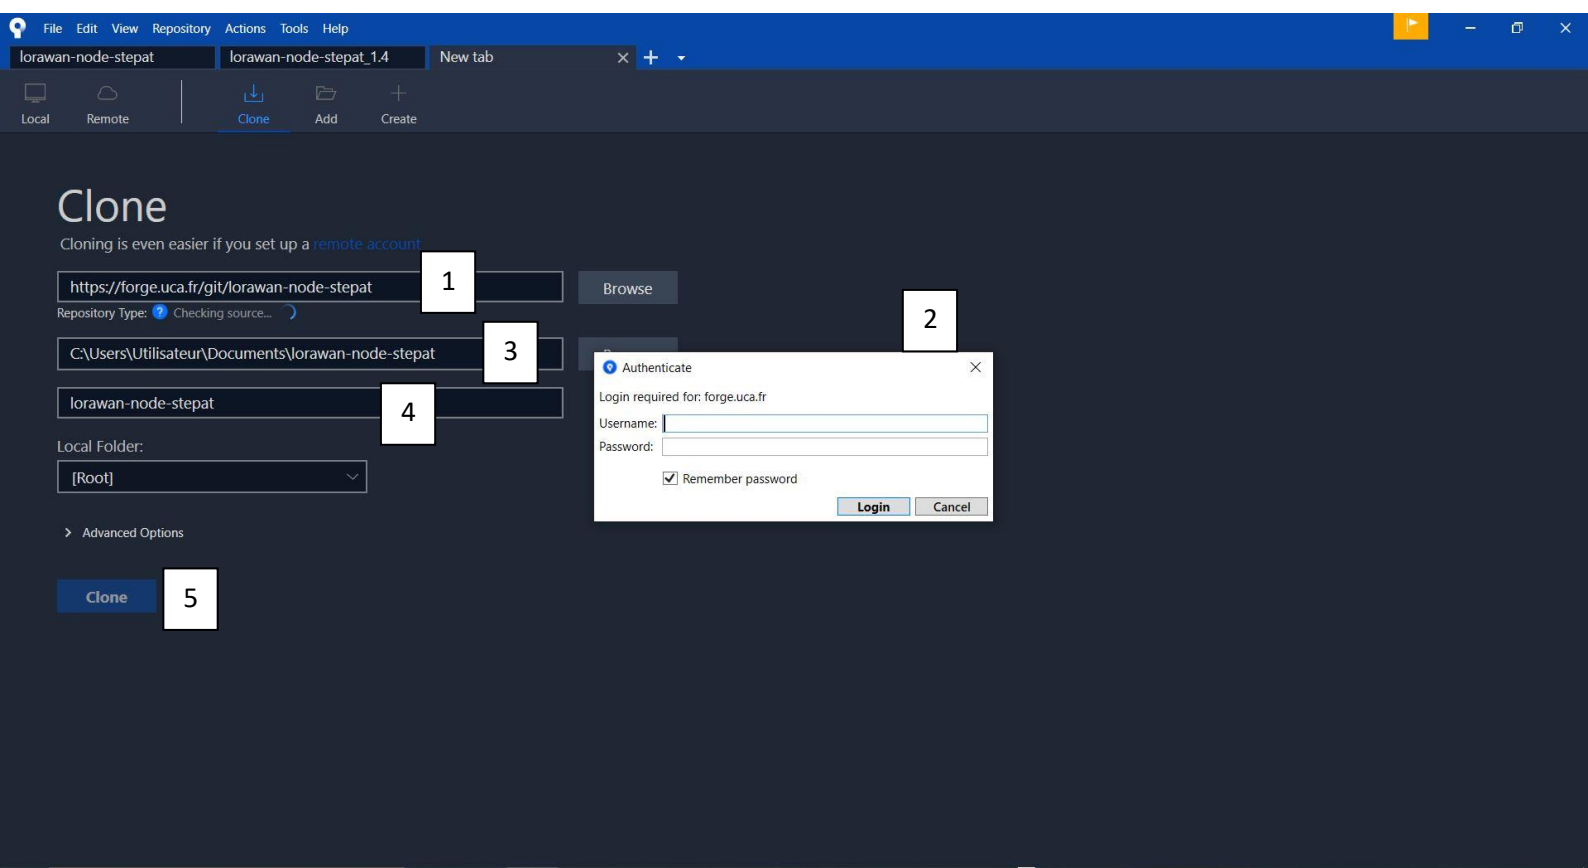 File Edit View Repository Actions Tools Help
lorawan-node-stepat lorawan-node-stepat_1.4 New tab
Local Remote Clone Add Create
Clone
Cloning is even easier if you set up a remote account
1
https://forge.uca.fr/git/lorawan-node-stepat Browse
Repository Type: ? Checking source...
2
3
C:\Users\Utilisateur\Documents\lorawan-node-stepat
Authenticate
Login required for: forge.uca.fr
4
lorawan-node-stepat
Username:
Password:
Local Folder:
[Root]
Remember password
Login Cancel
Advanced Options
Clone
5